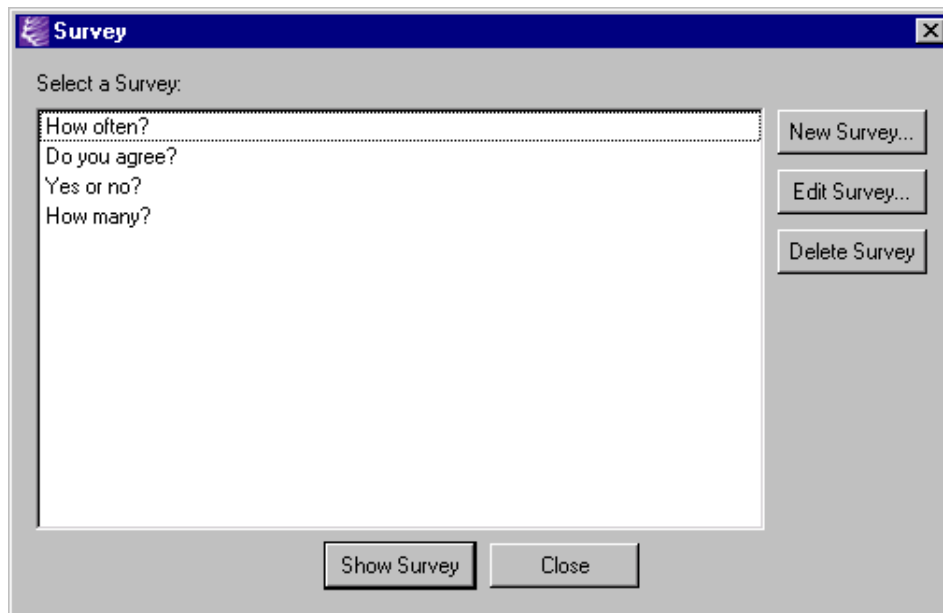 Survey
Select a Survey:
How often?
Do you agree?
Yes or no?
How many?
New Survey...
Edit Survey...
Delete Survey
Show Survey
Close